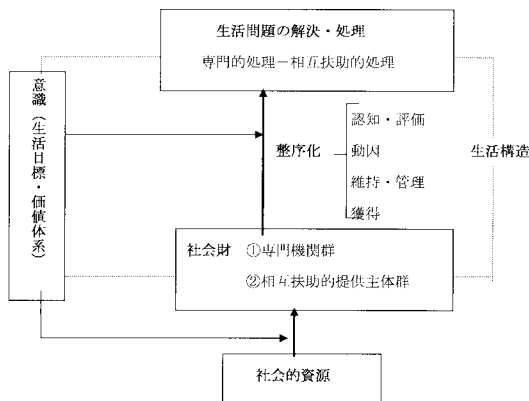 生活問題の解決・処理
専門的処理－相互扶助的処理
意識（生活目標・価値体系）
整序化
認知・評価
動因
維持・管理
獲得
生活構造
社会財　①専門機関群
②相互扶助的提供主体群
社会的資源